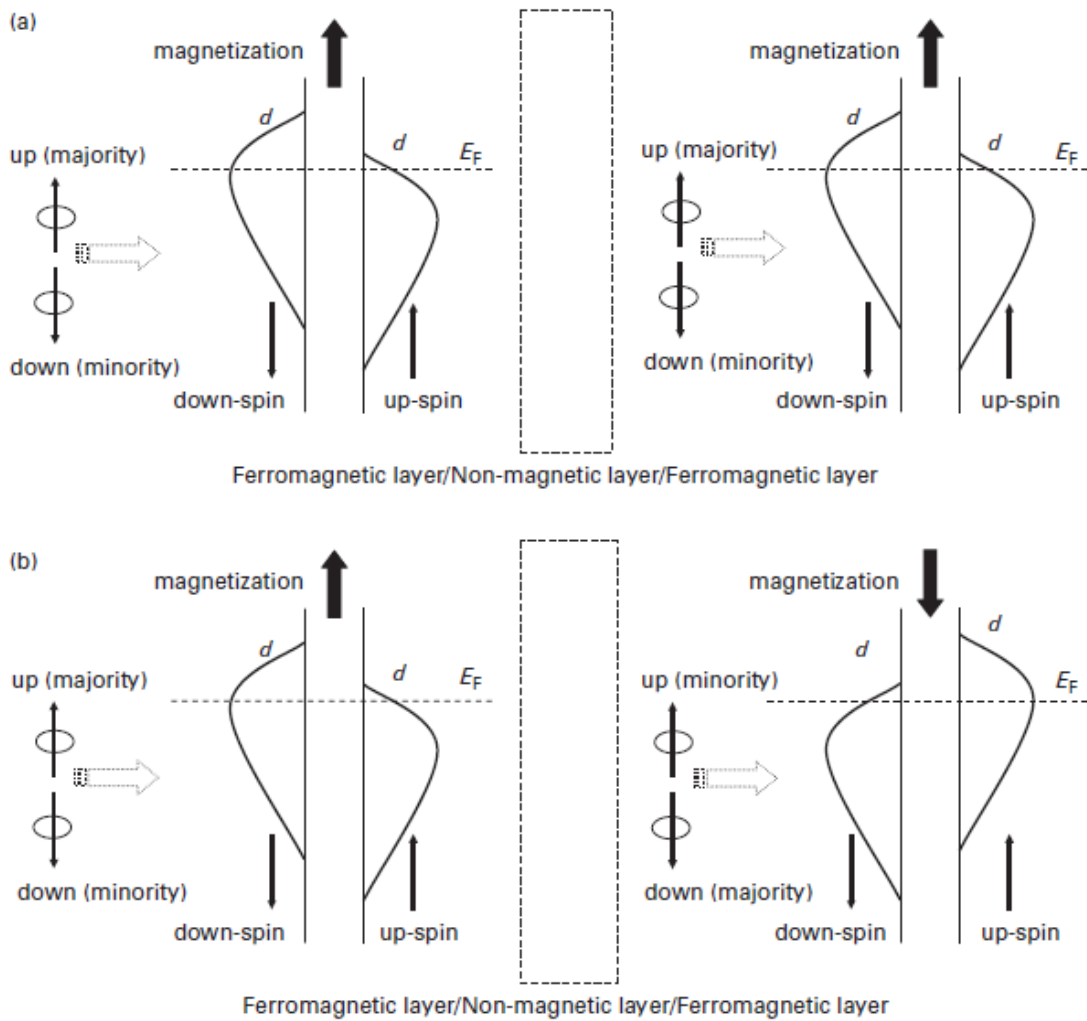 (a)
magnetization
magnetization
d
d
E_F
d
d
E_F
up (majority)
up (majority)
down (minority)
down (minority)
down-spin
up-spin
down-spin
up-spin
Ferromagnetic layer/Non-magnetic layer/Ferromagnetic layer
(b)
magnetization
magnetization
d
d
E_F
d
d
E_F
up (majority)
up (minority)
down (minority)
down (majority)
down-spin
up-spin
down-spin
up-spin
Ferromagnetic layer/Non-magnetic layer/Ferromagnetic layer